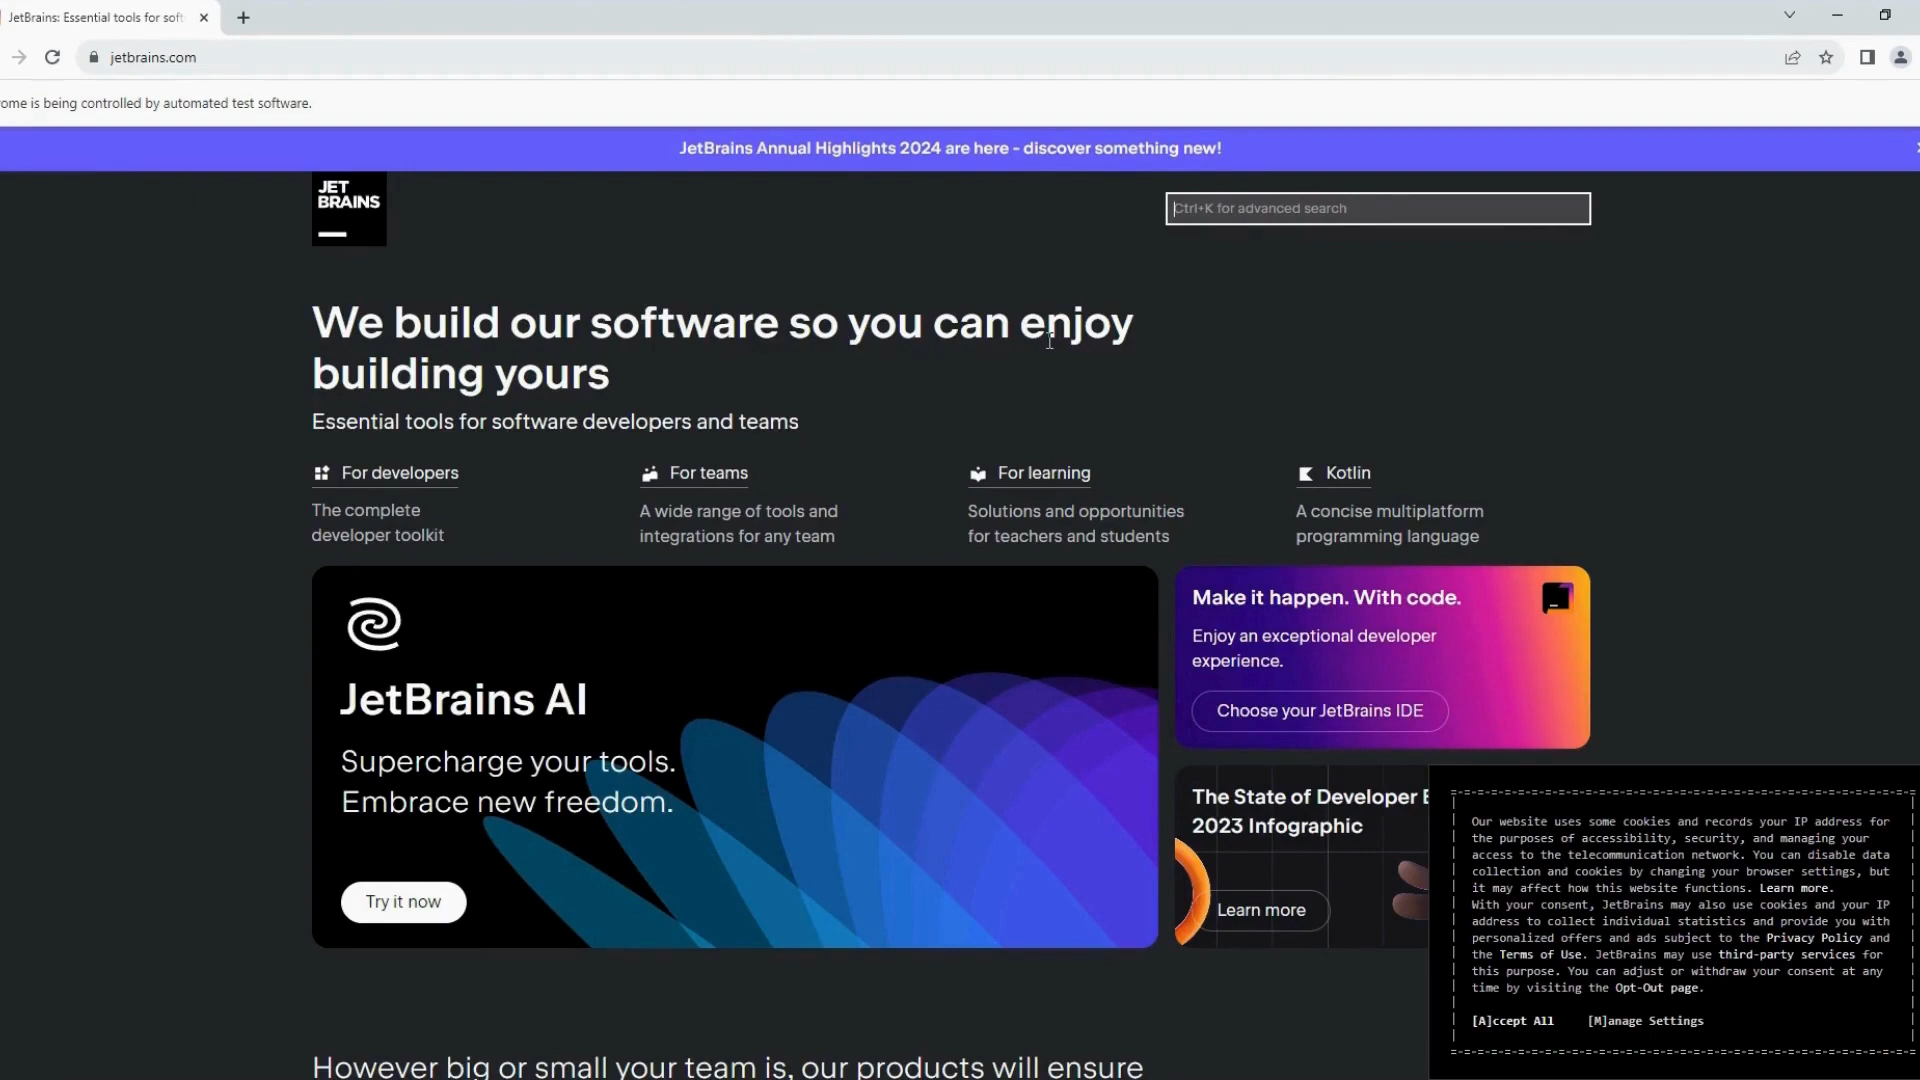 JetBrains: Essential tools for soft
jetbrains.com
ome is being controlled by automated test software.
JetBrains Annual Highlights 2024 are here - discover something new!
JET
BRAINS
Ctrl+K for advanced search
We build our software so you can enjoy
building yours
Essential tools for software developers and teams
For developers
The complete
developer toolkit
For teams
A wide range of tools and
integrations for any team
For learning
Solutions and opportunities
for teachers and students
Kotlin
A concise multiplatform
programming language
JetBrains AI
Supercharge your tools.
Embrace new freedom.
Try it now
Make it happen. With code.
Enjoy an exceptional developer
experience.
Choose your JetBrains IDE
The State of Developer E
2023 Infographic
Learn more
Our website uses some cookies and records your IP address for
the purposes of accessibility, security, and managing your
access to the telecommunication network. You can disable data
collection and cookies by changing your browser settings, but
it may affect how this website functions. Learn more.
With your consent, JetBrains may also use cookies and your IP
address to collect individual statistics and provide you with
personalized offers and ads subject to the Privacy Policy and
the Terms of Use. JetBrains may use third-party services for
this purpose. You can adjust or withdraw your consent at any
time by visiting the Opt-Out page.
[A]ccept All [M]anage Settings
However big or small your team is, our products will ensure